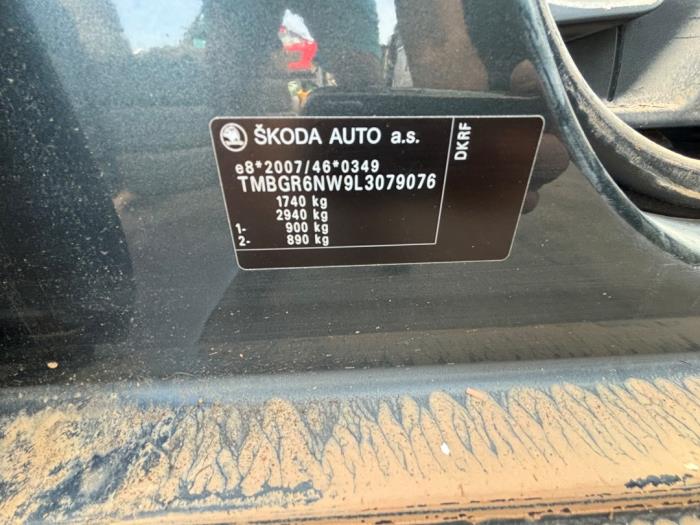 ŠKODA AUTO a.s.
DKRF
e8*2007/46*0349
TMBGR6NW9L3079076
1740 kg
2940 kg
1- 900 kg
2- 890 kg